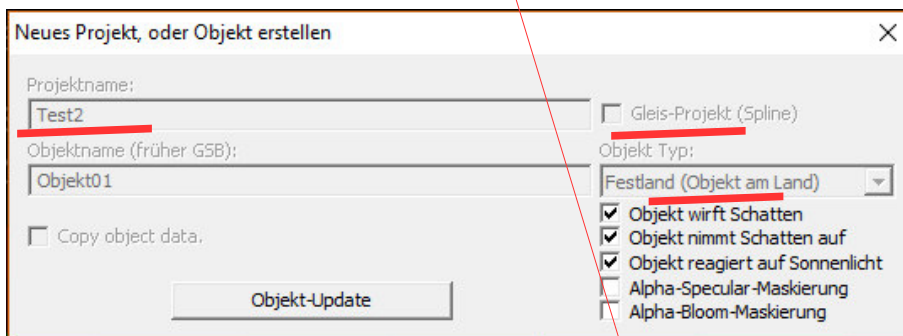 Neues Projekt, oder Objekt erstellen
Projektname:
Test2
Gleis-Projekt (Spline)
Objektname (früher GSB):
Objekt Typ:
Objekt01
Festland (Objekt am Land)
Objekt wirft Schatten
Copy object data.
Objekt nimmt Schatten auf
Objekt reagiert auf Sonnenlicht
Objekt-Update
Alpha-Specular-Maskierung
Alpha-Bloom-Maskierung